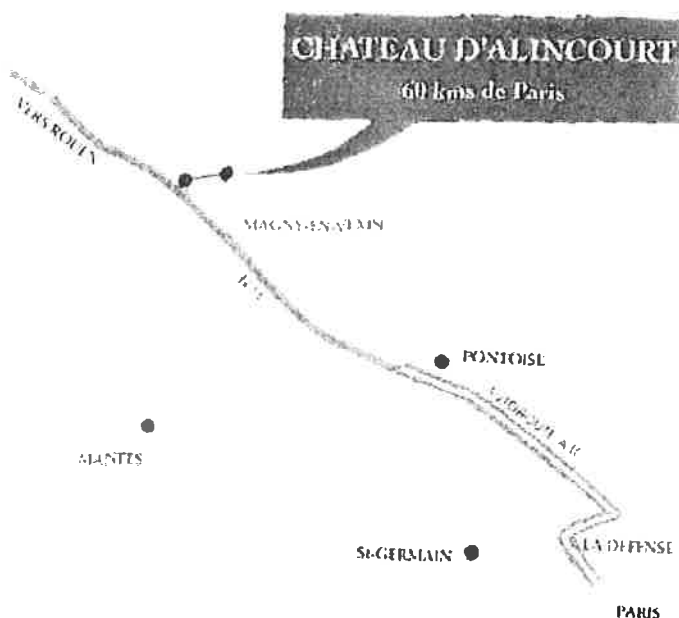 CHATEAU D'ALINCOURT
60 kms de Paris
VERS ROUEN
MAGNY-EN-VEXIN
PONTOISE
MANTES
St-GERMAIN
LA DEFENSE
PARIS